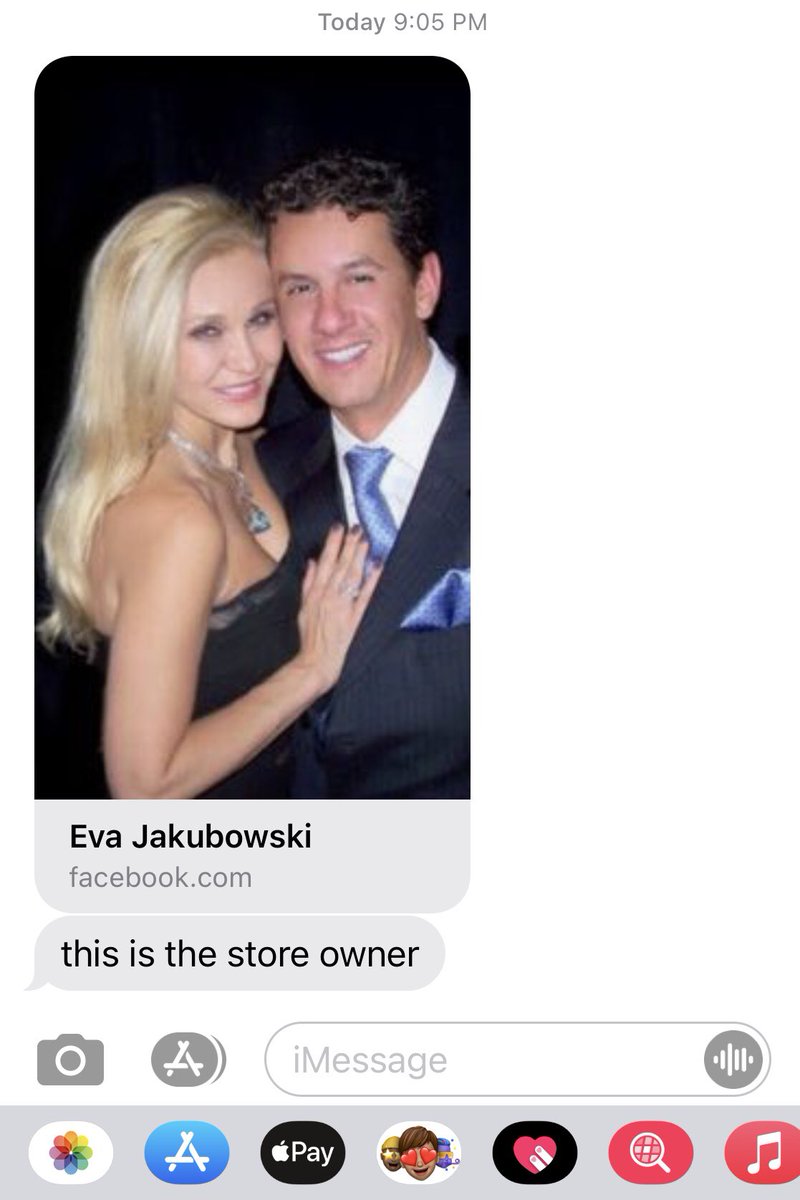 Today 9:05 PM
Eva Jakubowski
facebook.com
this is the store owner
iMessage
Pay